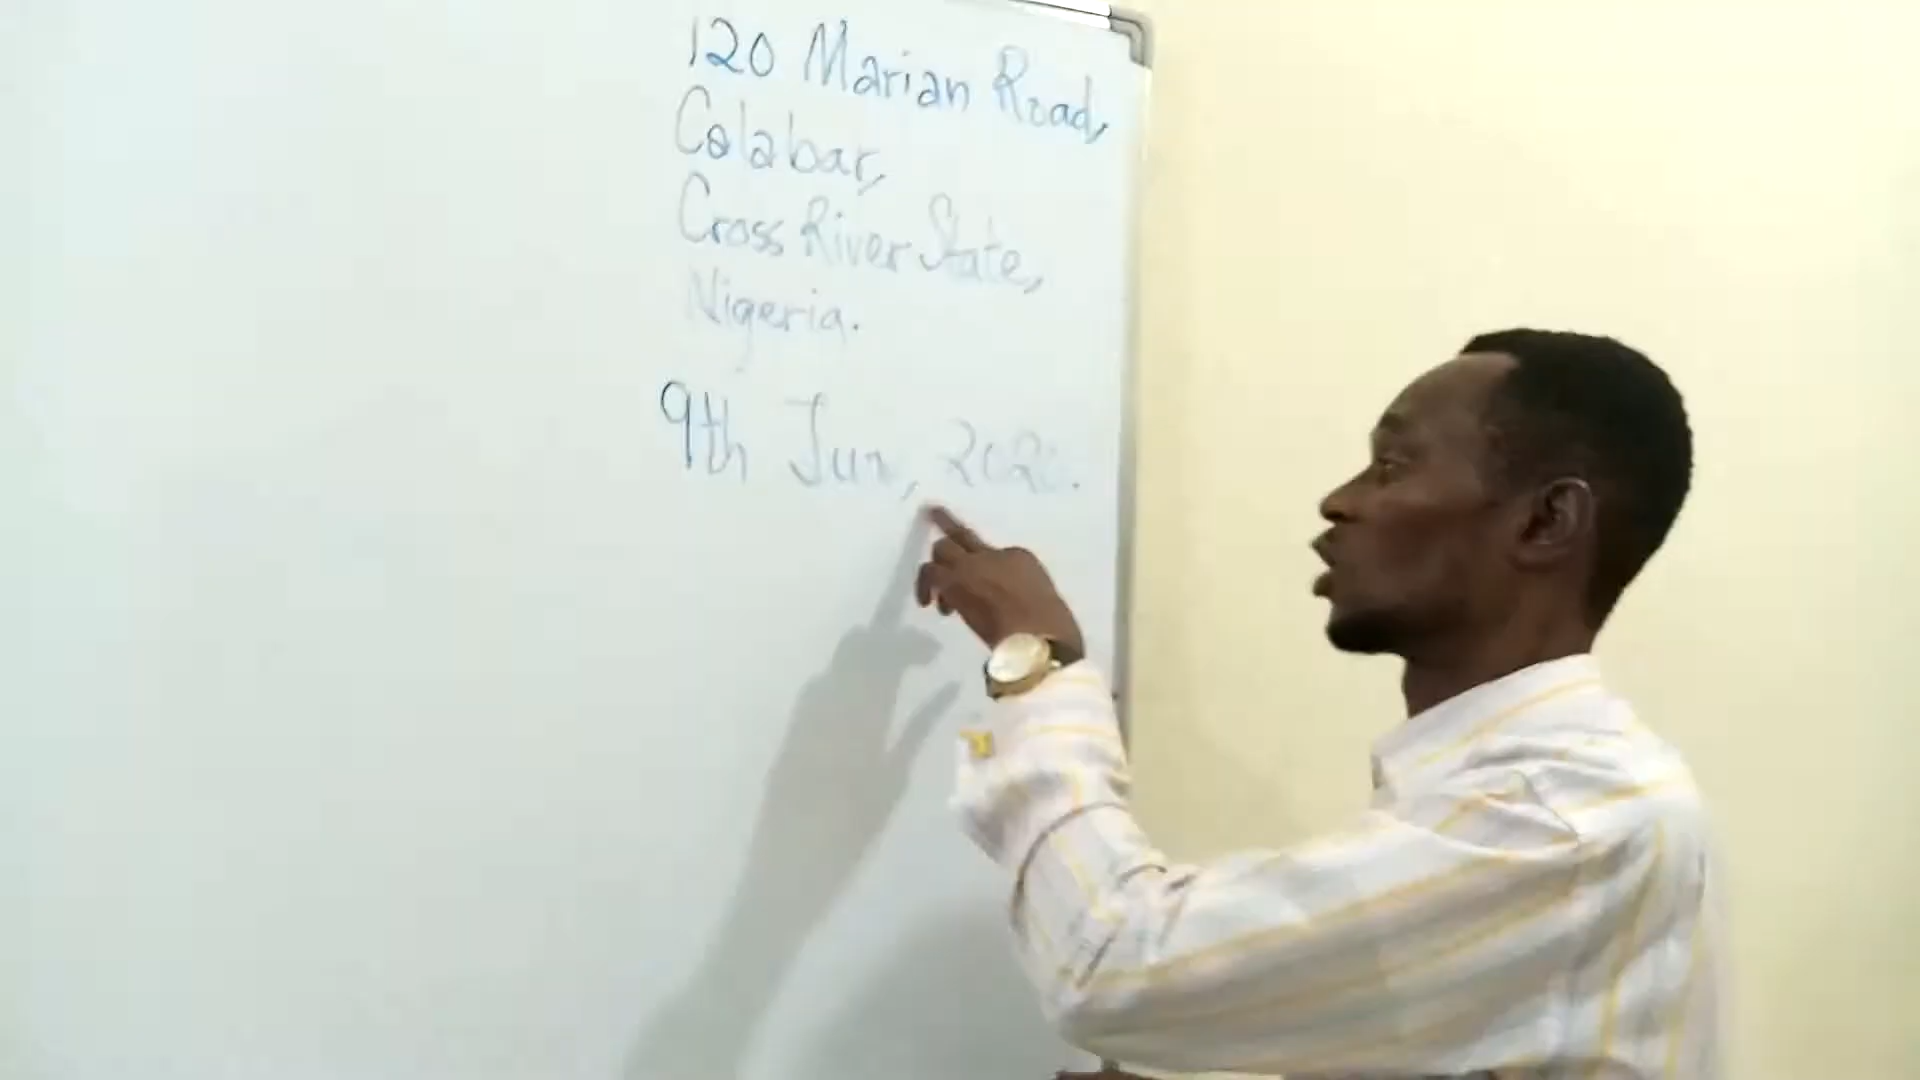 120 Marian Road,
Calabar,
Cross River State,
Nigeria.
9th Jun,